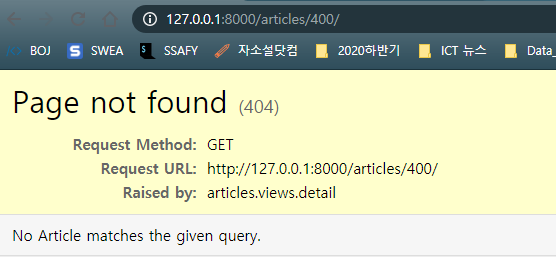 127.0.0.1:8000/articles/400/
BOJ S SWEA S SSAFY 자소설닷컴 2020하반기 ICT 뉴스 Data_
Page not found (404)
Request Method: GET
Request URL: http://127.0.0.1:8000/articles/400/
Raised by: articles.views.detail
No Article matches the given query.